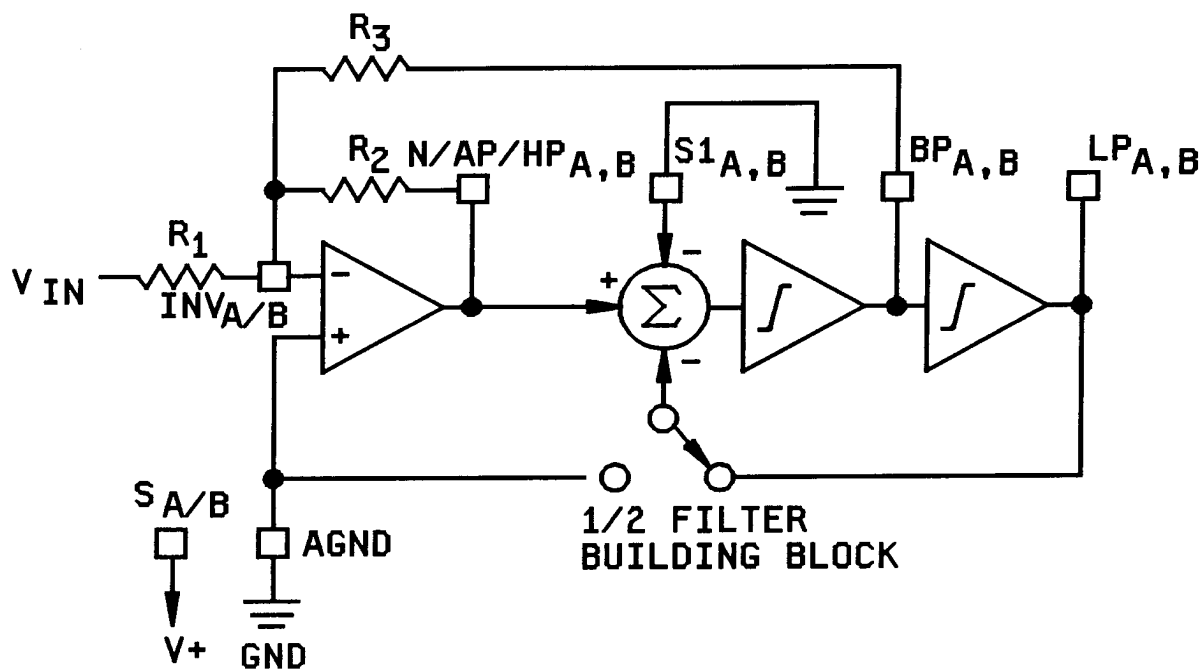 R3
R2
N/AP/HPA,B
S1A,B
BPA,B
LPA,B
R1
VIN
INVA/B
-
+
+
-
Σ
-
∫
∫
SA/B
AGND
1/2 FILTER
BUILDING BLOCK
V+
GND